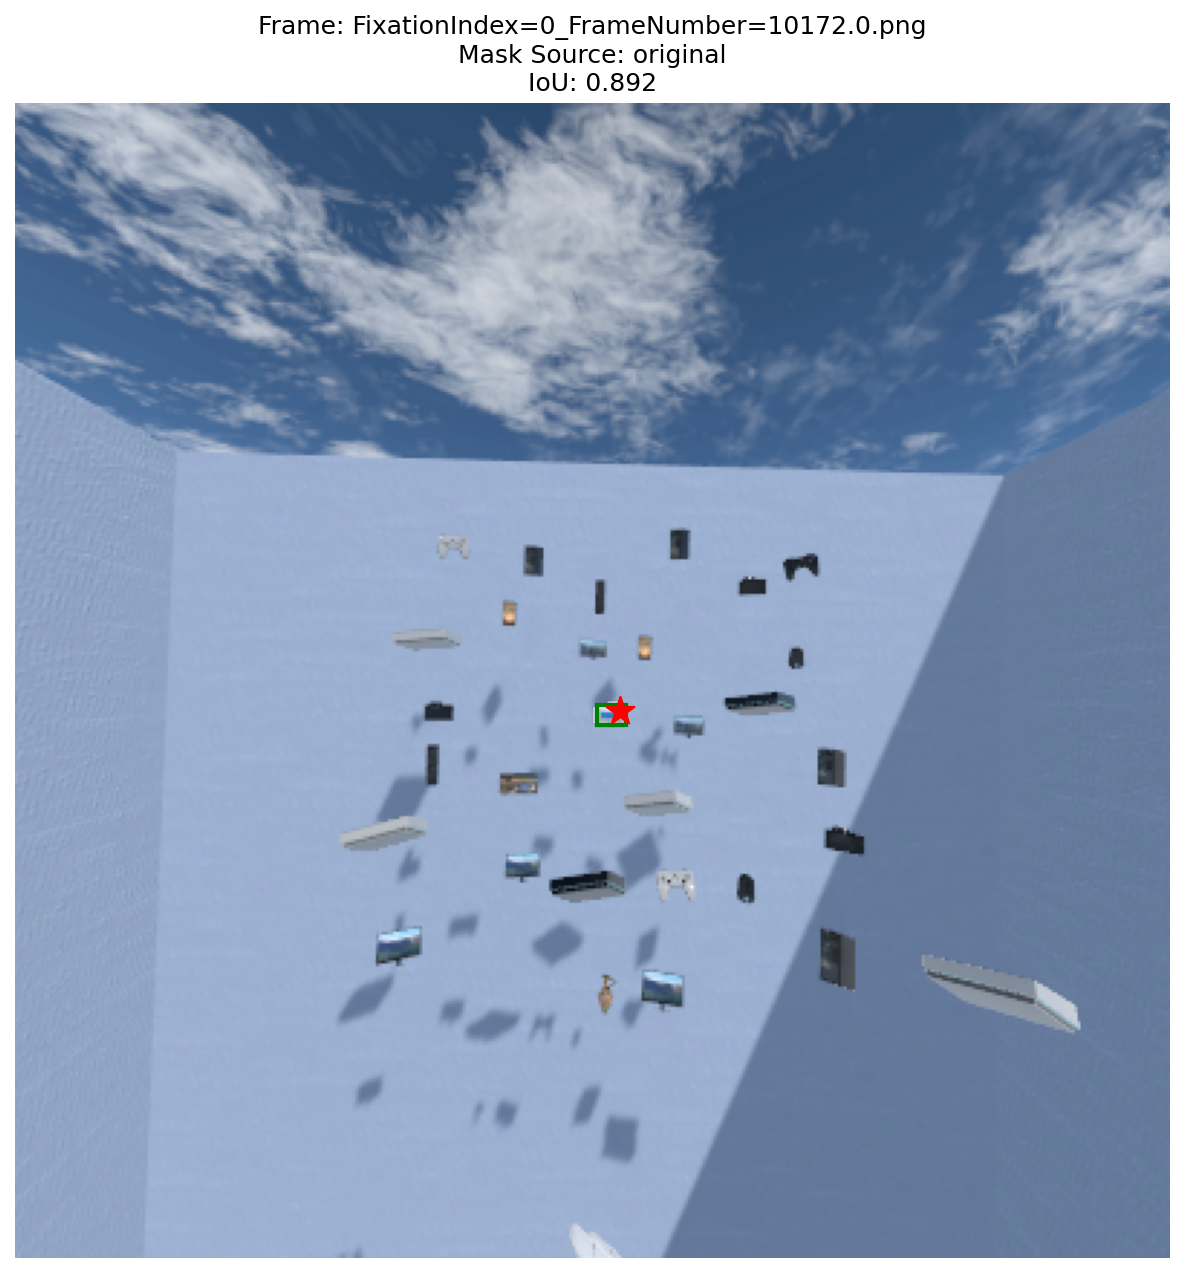 Frame: FixationIndex=0_FrameNumber=10172.0.png
Mask Source: original
IoU: 0.892